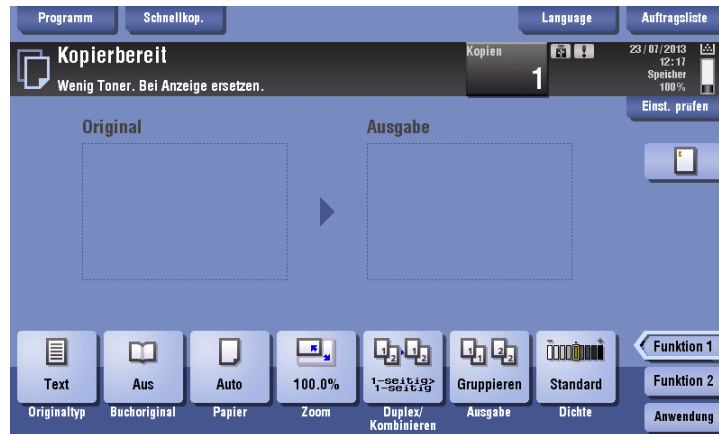 Programm
Schnellkop.
Language
Auftragsliste
Kopierbereit
Wenig Toner. Bei Anzeige ersetzen.
Kopien
1
23/07/2013
12:17
Speicher
100%
Einst. prüfen
Original
Ausgabe
Text
Aus
Auto
100.0%
1-seitig>
1-seitig
Gruppieren
Standard
Originaltyp
Buchoriginal
Papier
Zoom
Duplex/
Kombinieren
Ausgabe
Dichte
Funktion 1
Funktion 2
Anwendung